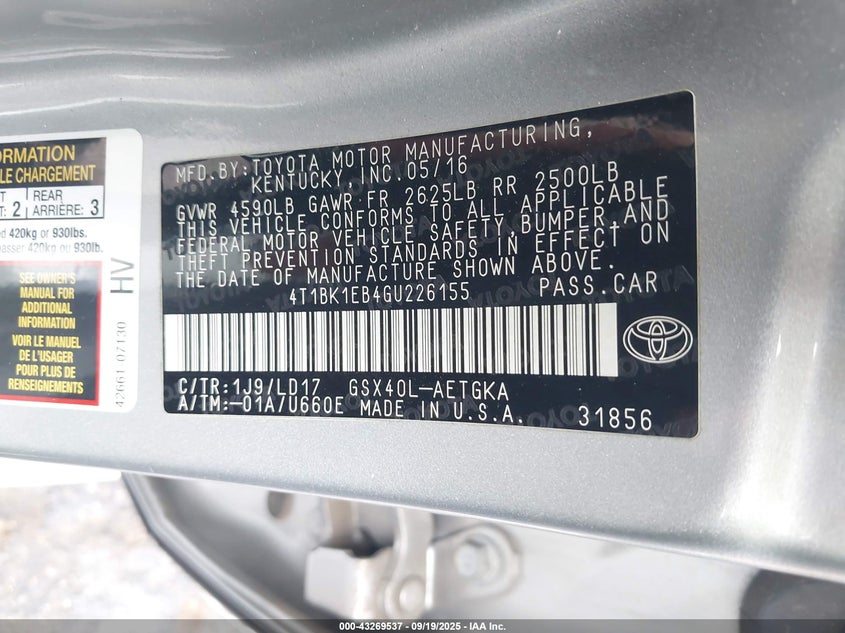 ORMATION
LE CHARGEMENT
2
REAR
ARRIÈRE: 3
420kg or 930lbs.
passer 420kg ou 930lb.
SEE OWNER'S
MANUAL FOR
ADDITIONAL
INFORMATION
VOIR LE MANUEL
DE L'USAGER
POUR PLUS DE
RENSEIGNEMENTS
HV
42661-07130
MFD.BY:TOYOTA MOTOR MANUFACTURING,
KENTUCKY, INC. 05/16
GVWR 4590LB GAWR FR 2625LB RR 2500LB
THIS VEHICLE CONFORMS TO ALL APPLICABLE
FEDERAL MOTOR VEHICLE SAFETY,BUMPER,AND
THEFT PREVENTION STANDARDS IN EFFECT ON
THE DATE OF MANUFACTURE SHOWN ABOVE.
4T1BK1EB4GU226155 PASS.CAR
C/TR:1J9/LD17 GSX40L-AETGKA
A/TM:-01A/U660E MADE IN U.S.A. 31856
000-43269537 - 09/19/2025 - IAA Inc.